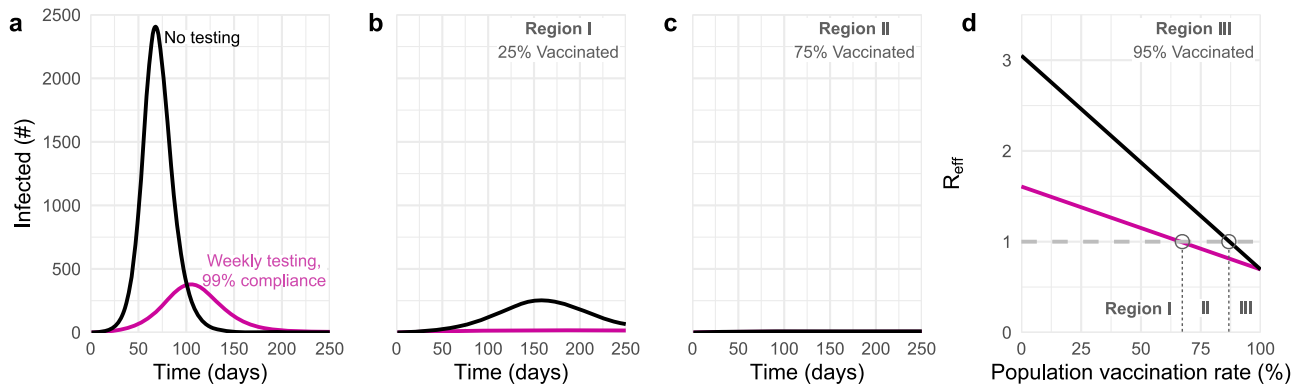 a
2500
2000
1500
1000
500
0
Infected (#)
No testing
Weekly testing,
99% compliance
0 50 100 150 200 250
Time (days)
b
Region I
25% Vaccinated
0 50 100 150 200 250
Time (days)
c
Region II
75% Vaccinated
0 50 100 150 200 250
Time (days)
d
Region III
95% Vaccinated
3
2
1
0
R_eff
Region I II III
0 25 50 75 100
Population vaccination rate (%)